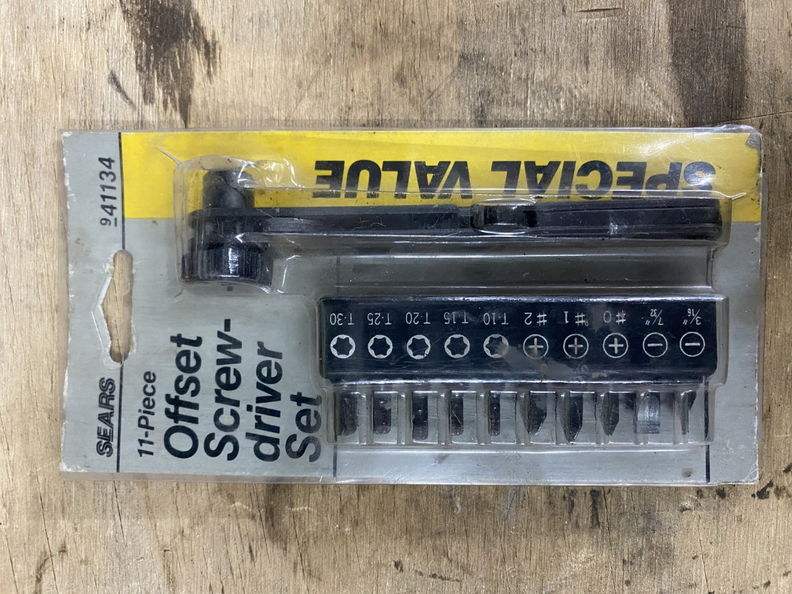 SPECIAL VALUE
SEARS
941134
11-Piece
Offset
Screw-
driver
Set
3/16" 7/32" #0 #1 #2 T-10 T-15 T-20 T-25 T-30